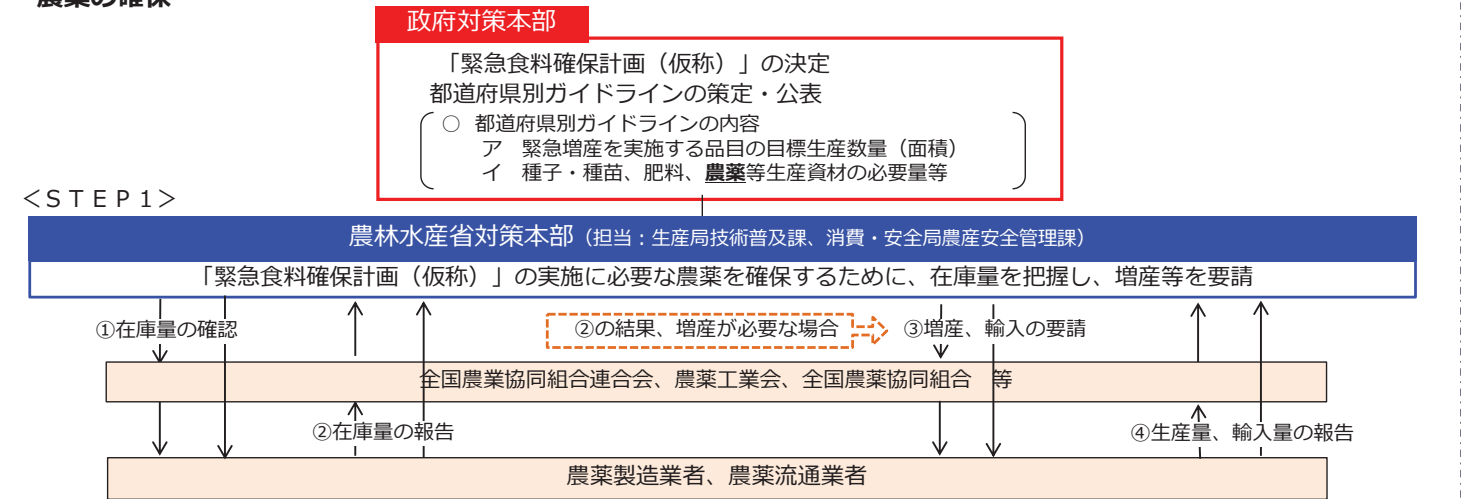 農薬の確保
政府対策本部
「緊急食料確保計画（仮称）」の決定
都道府県別ガイドラインの策定・公表
○ 都道府県別ガイドラインの内容
ア 緊急増産を実施する品目の目標生産数量（面積）
イ 種子・種苗、肥料、農薬等生産資材の必要量等
＜ＳＴＥＰ１＞
農林水産省対策本部（担当：生産局技術普及課、消費・安全局農産安全管理課）
「緊急食料確保計画（仮称）」の実施に必要な農薬を確保するために、在庫量を把握し、増産等を要請
①在庫量の確認
②の結果、増産が必要な場合
③増産、輸入の要請
全国農業協同組合連合会、農薬工業会、全国農薬協同組合 等
②在庫量の報告
④生産量、輸入量の報告
農薬製造業者、農薬流通業者